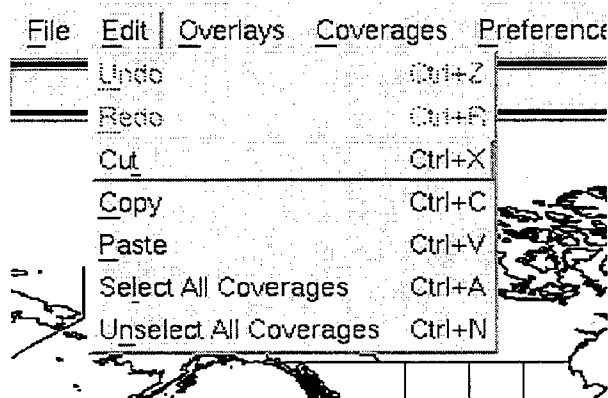 File Edit Overlays Coverages Preference
Undo Ctrl+Z
Redo Ctrl+R
Cut Ctrl+X
Copy Ctrl+C
Paste Ctrl+V
Select All Coverages Ctrl+A
Unselect All Coverages Ctrl+N